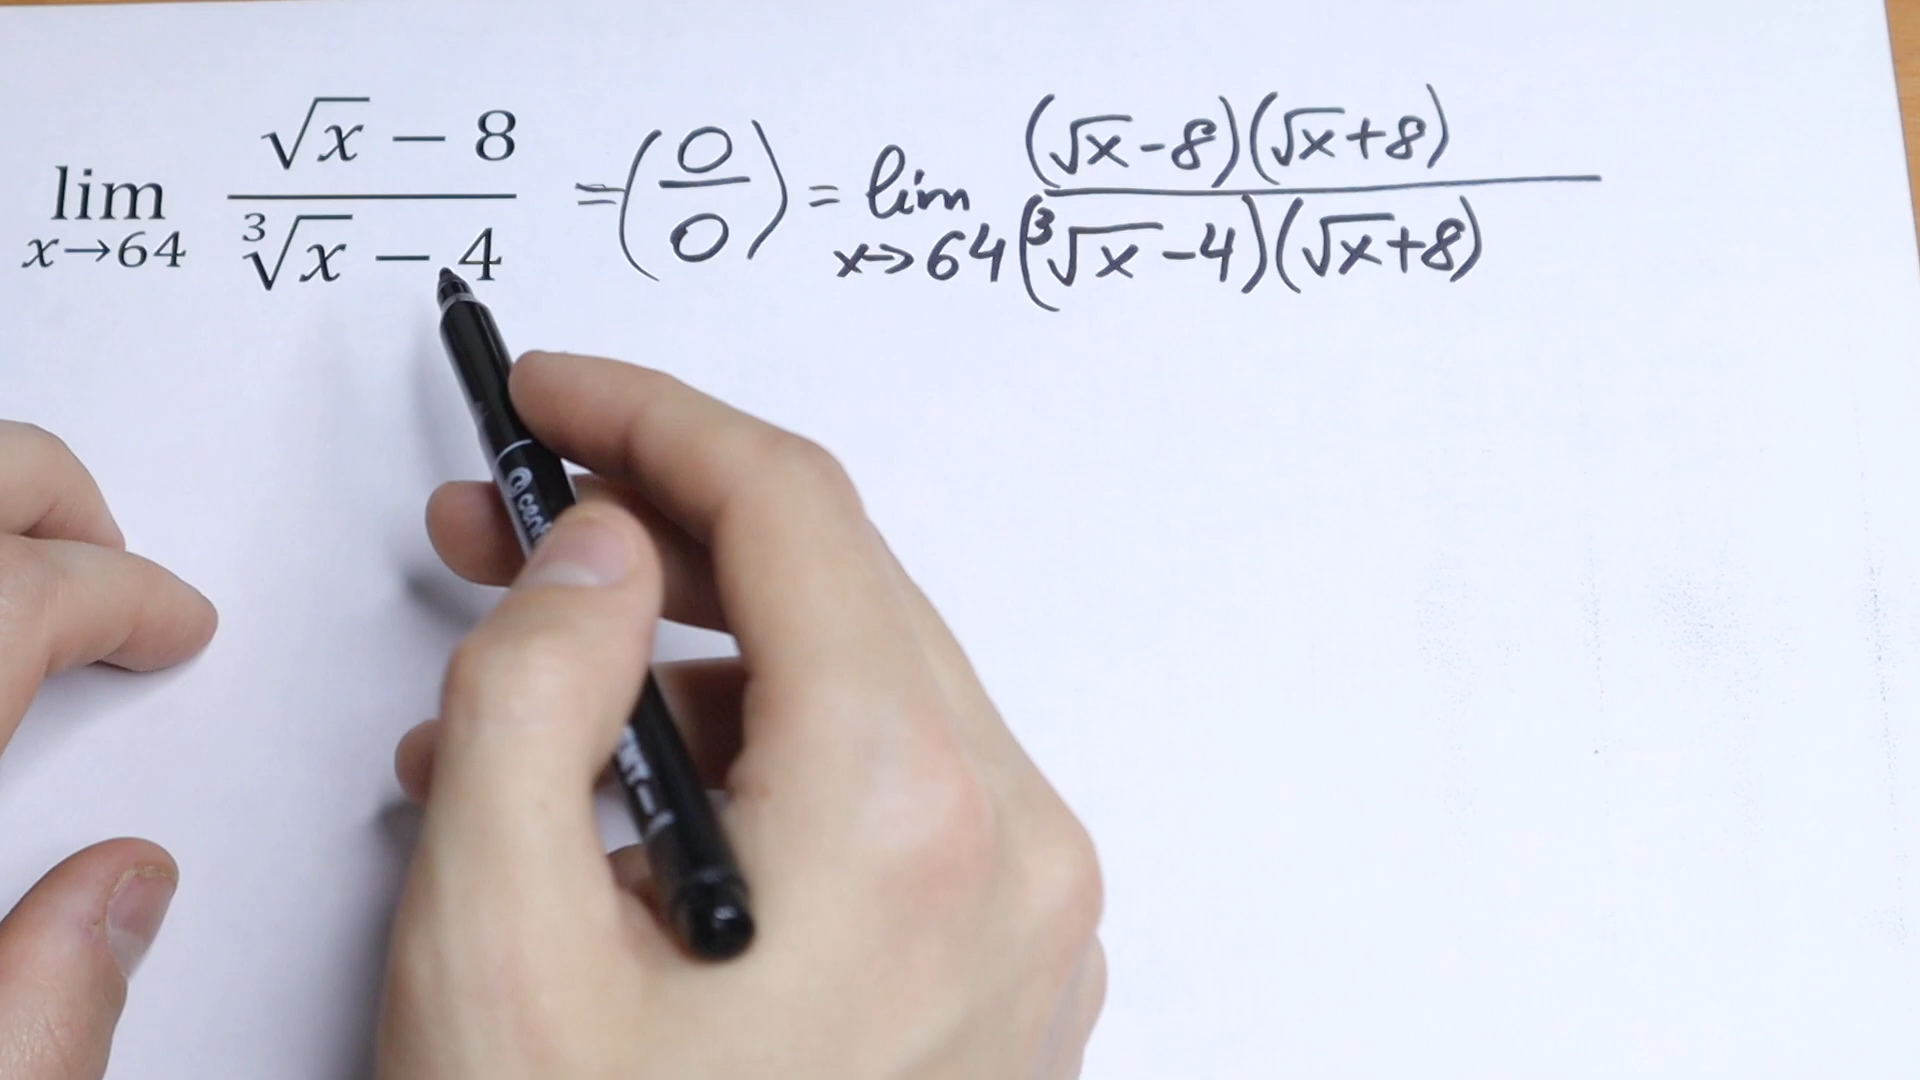 lim x→64 (√x − 8)/(∛x − 4) = (0/0) = lim x→64 (√x-8)(√x+8)/(∛x-4)(√x+8)